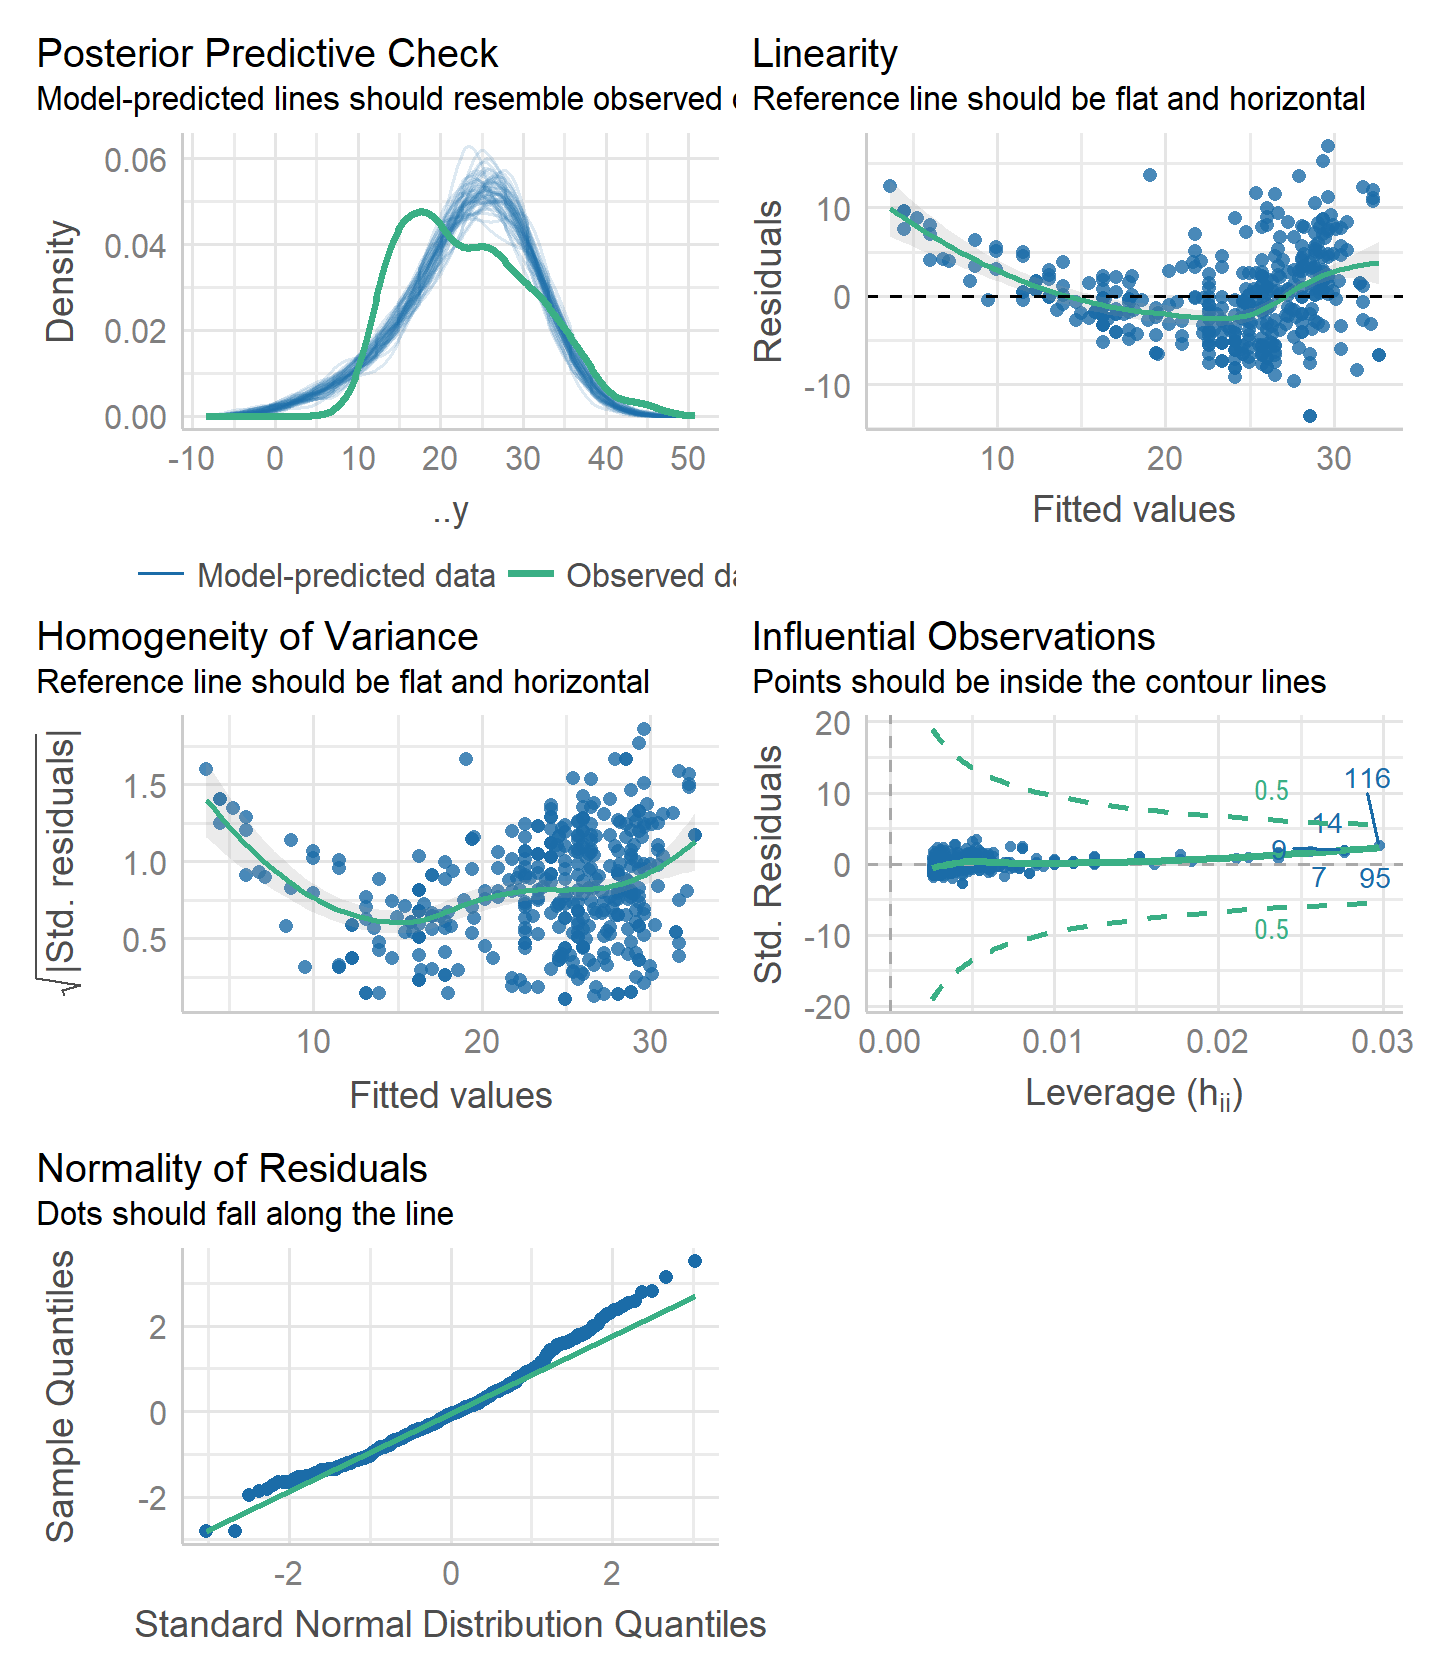 Posterior Predictive Check
Model-predicted lines should resemble observed
0.06
0.04
0.02
0.00
Density
-10 0 10 20 30 40 50
..y
Model-predicted data Observed da
Linearity
Reference line should be flat and horizontal
10
0
-10
Residuals
10 20 30
Fitted values
Homogeneity of Variance
Reference line should be flat and horizontal
1.5
1.0
0.5
√|Std. residuals|
10 20 30
Fitted values
Influential Observations
Points should be inside the contour lines
20
10
0
-10
-20
Std. Residuals
0.5
116
14
9
7
95
0.5
0.00 0.01 0.02 0.03
Leverage (hii)
Normality of Residuals
Dots should fall along the line
2
0
-2
Sample Quantiles
-2 0 2
Standard Normal Distribution Quantiles